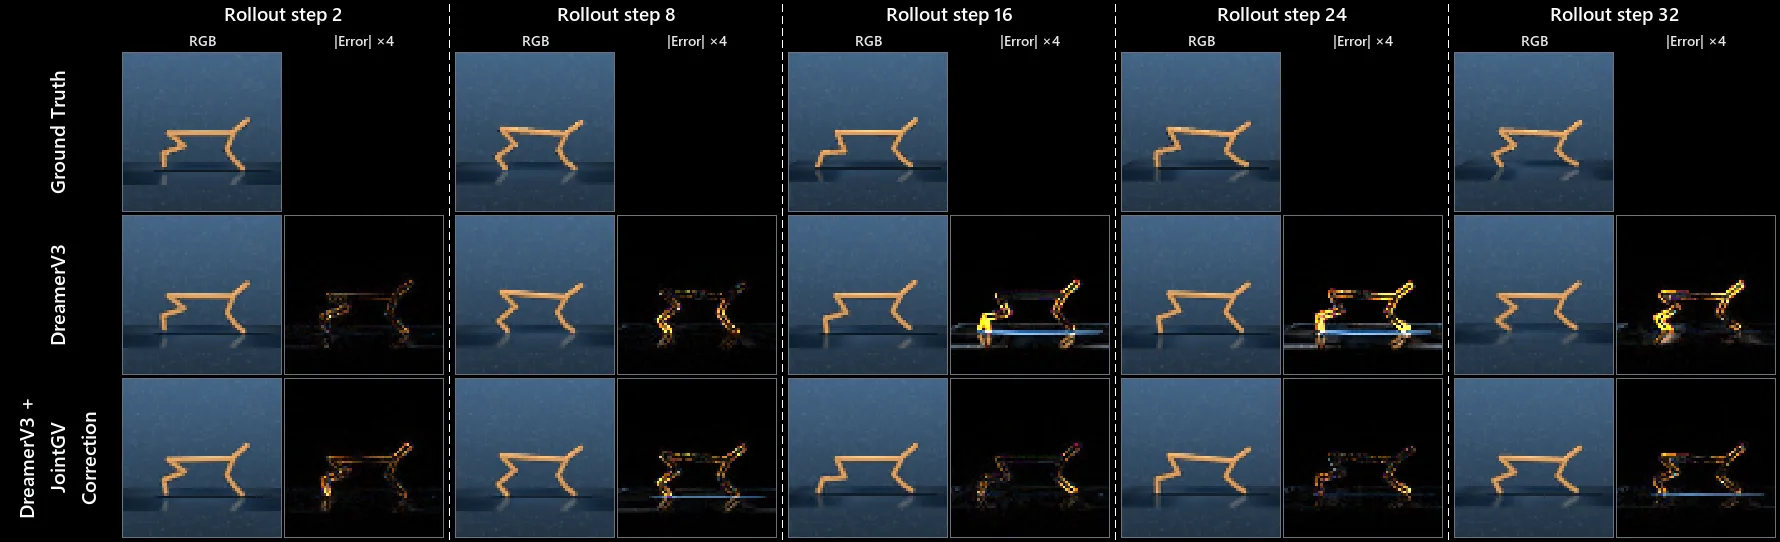 Rollout step 2
Rollout step 8
Rollout step 16
Rollout step 24
Rollout step 32
RGB
|Error| ×4
RGB
|Error| ×4
RGB
|Error| ×4
RGB
|Error| ×4
RGB
|Error| ×4
Ground Truth
DreamerV3
DreamerV3 +
JointGV
Correction